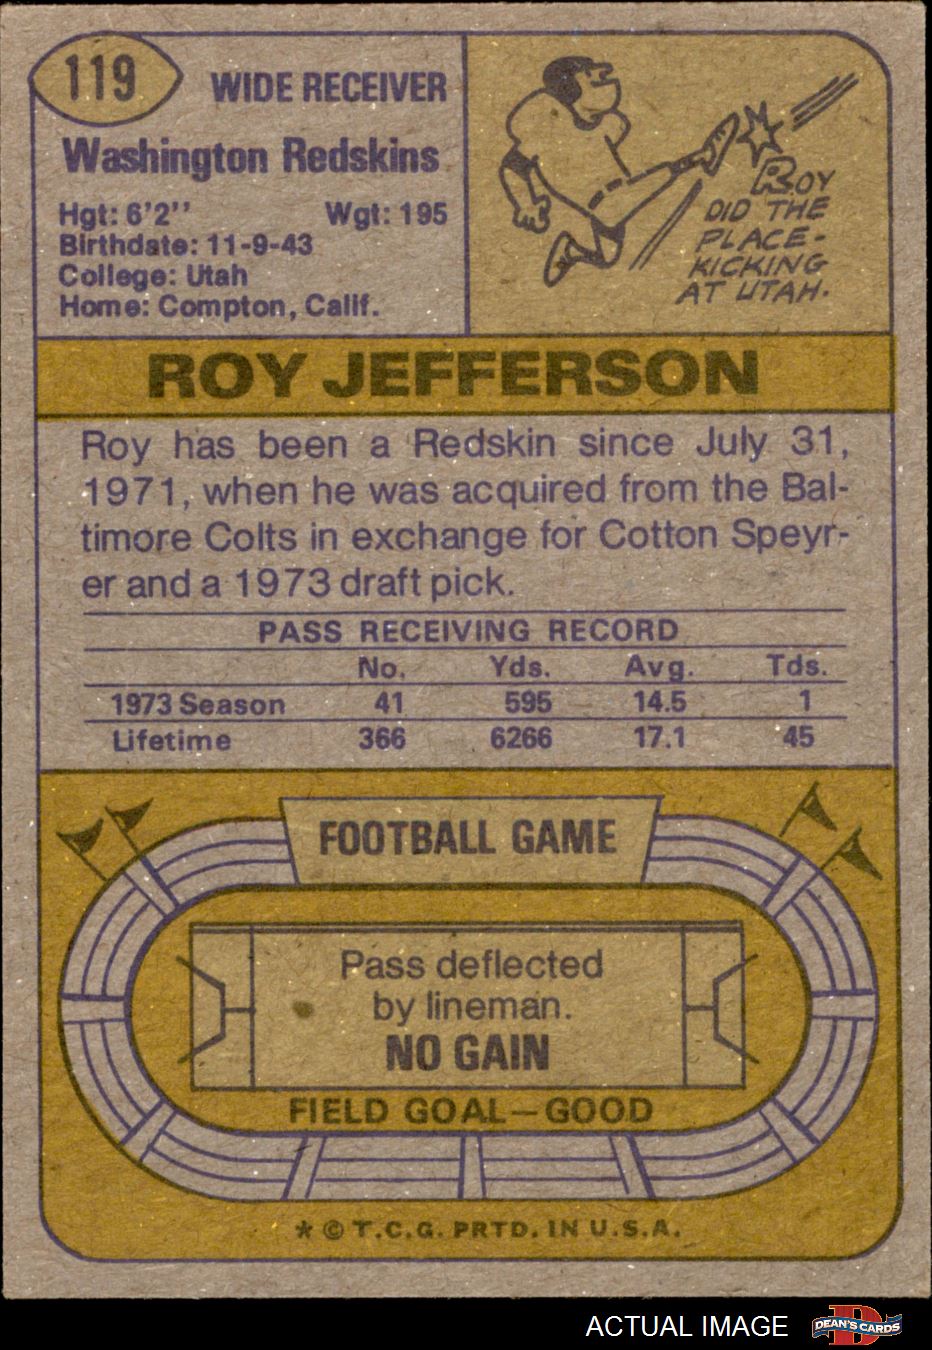 119
WIDE RECEIVER
Washington Redskins
Hgt: 6'2'' Wgt: 195
Birthdate: 11-9-43
College: Utah
Home: Compton, Calif.
ROY
DID THE
PLACE-
KICKING
AT UTAH.
ROY JEFFERSON
Roy has been a Redskin since July 31,
1971, when he was acquired from the Bal-
timore Colts in exchange for Cotton Speyr-
er and a 1973 draft pick.
PASS RECEIVING RECORD
No. Yds. Avg. Tds.
1973 Season 41 595 14.5 1
Lifetime 366 6266 17.1 45
FOOTBALL GAME
Pass deflected
by lineman.
NO GAIN
FIELD GOAL—GOOD
* © T.C.G. PRTD. IN U.S.A.
ACTUAL IMAGE
DEAN'S CARDS